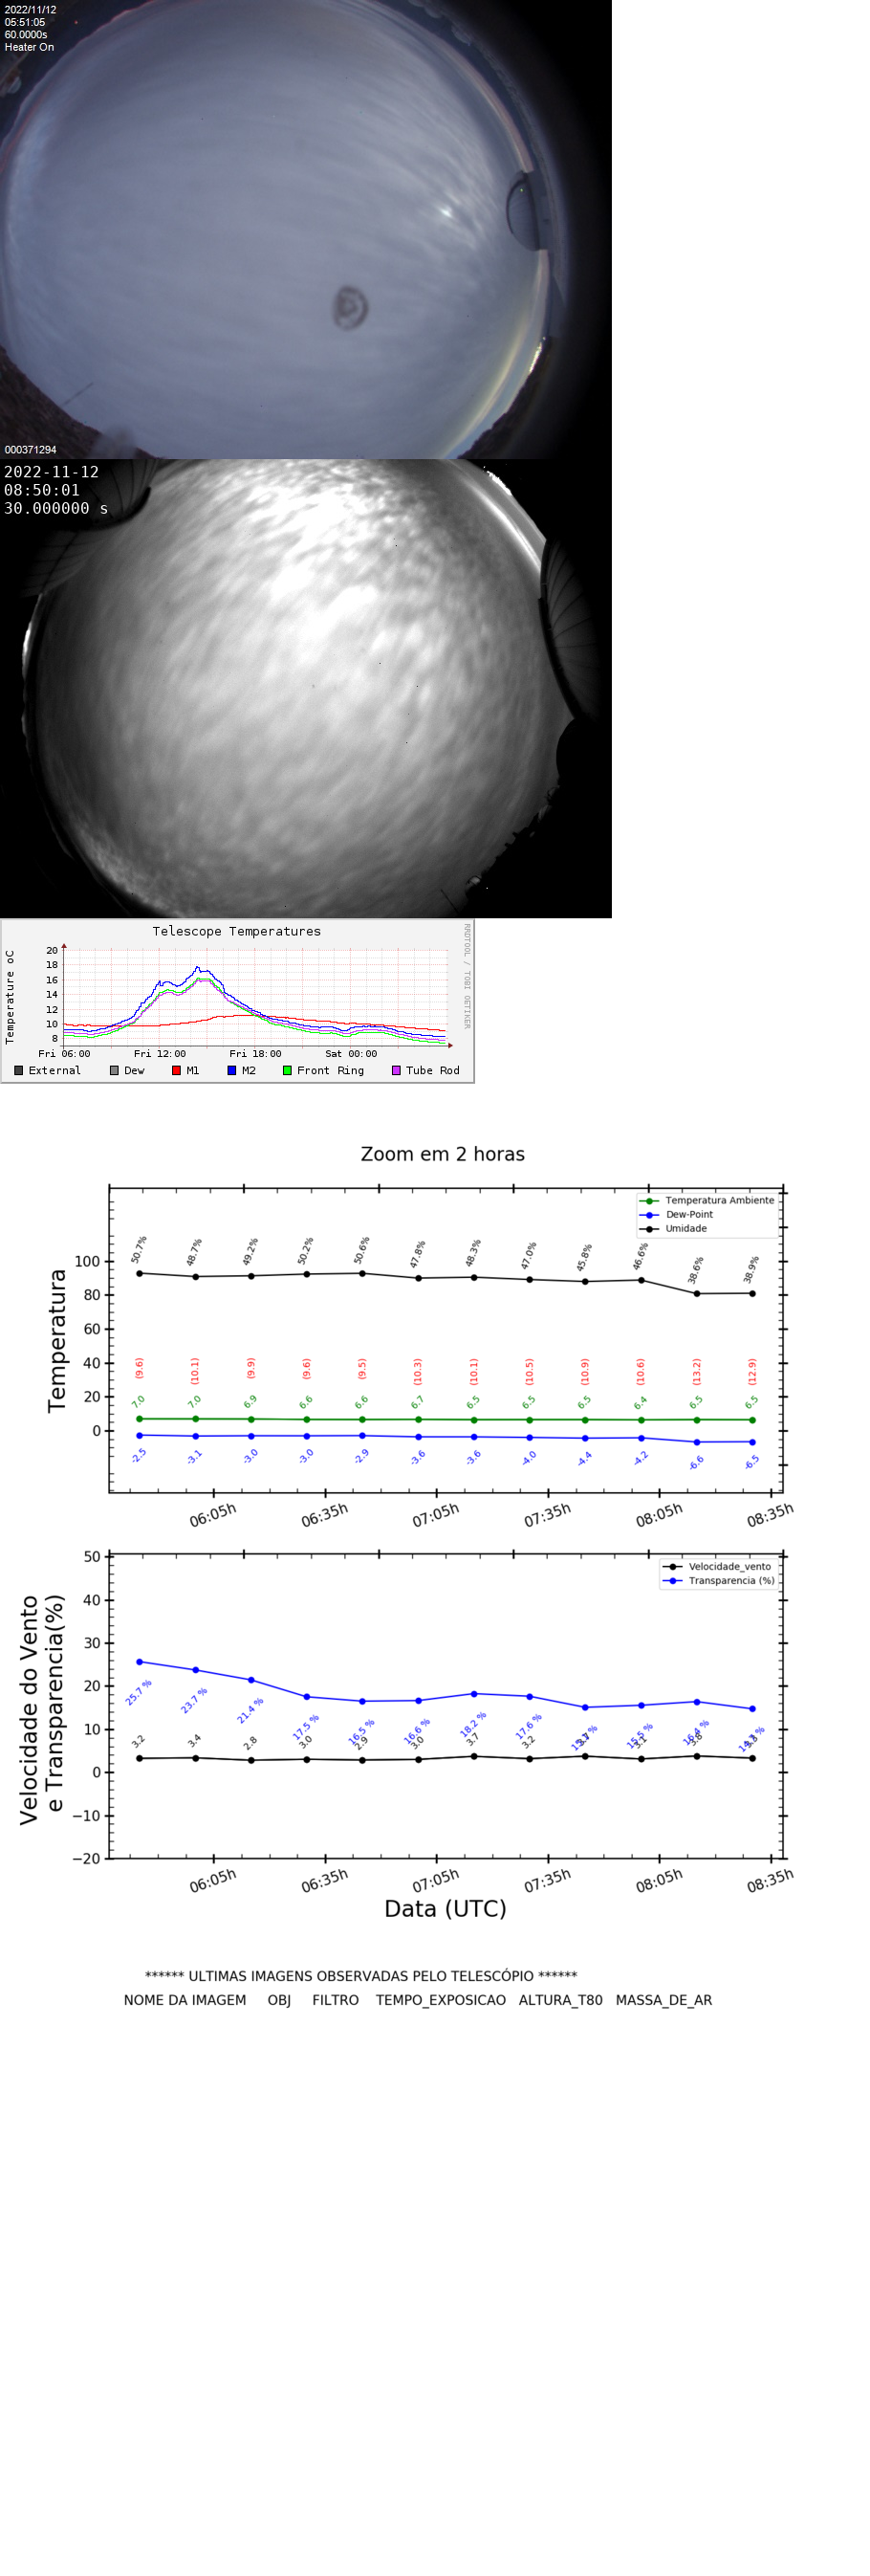 2022/11/12
05:51:05
60.0000s
Heater On
000371294
2022-11-12
08:50:01
30.000000 s
Telescope Temperatures
RRDTOOL / TOBI OETIKER
Temperature oC
20
18
16
14
12
10
8
Fri 06:00 Fri 12:00 Fri 18:00 Sat 00:00
External Dew M1 M2 Front Ring Tube Rod
Zoom em 2 horas
Temperatura Ambiente
Dew-Point
Umidade
Temperatura
100
80
60
40
20
0
50.7% 48.7% 49.2% 50.2% 50.6% 47.8% 48.3% 47.0% 45.8% 46.6% 38.6% 38.9%
(9.6) (10.1) (9.9) (9.6) (9.5) (10.3) (10.1) (10.5) (10.9) (10.6) (13.2) (12.9)
7.0 7.0 6.9 6.6 6.6 6.7 6.5 6.5 6.5 6.4 6.5 6.5
-2.5 -3.1 -3.0 -3.0 -2.9 -3.6 -3.6 -4.0 -4.4 -4.2 -6.6 -6.5
06:05h 06:35h 07:05h 07:35h 08:05h 08:35h
Velocidade_vento
Transparencia (%)
Velocidade do Vento
e Transparencia(%)
50
40
30
20
10
0
−10
−20
25.7 % 23.7 % 21.4 % 17.5 % 16.5 % 16.6 % 18.2 % 17.6 % 15.5 % 16.4 %
3.2 3.4 2.8 3.0 2.9 3.0 3.7 3.2 3.1
06:05h 06:35h 07:05h 07:35h 08:05h 08:35h
Data (UTC)
****** ULTIMAS IMAGENS OBSERVADAS PELO TELESCÓPIO ******
NOME DA IMAGEM OBJ FILTRO TEMPO_EXPOSICAO ALTURA_T80 MASSA_DE_AR